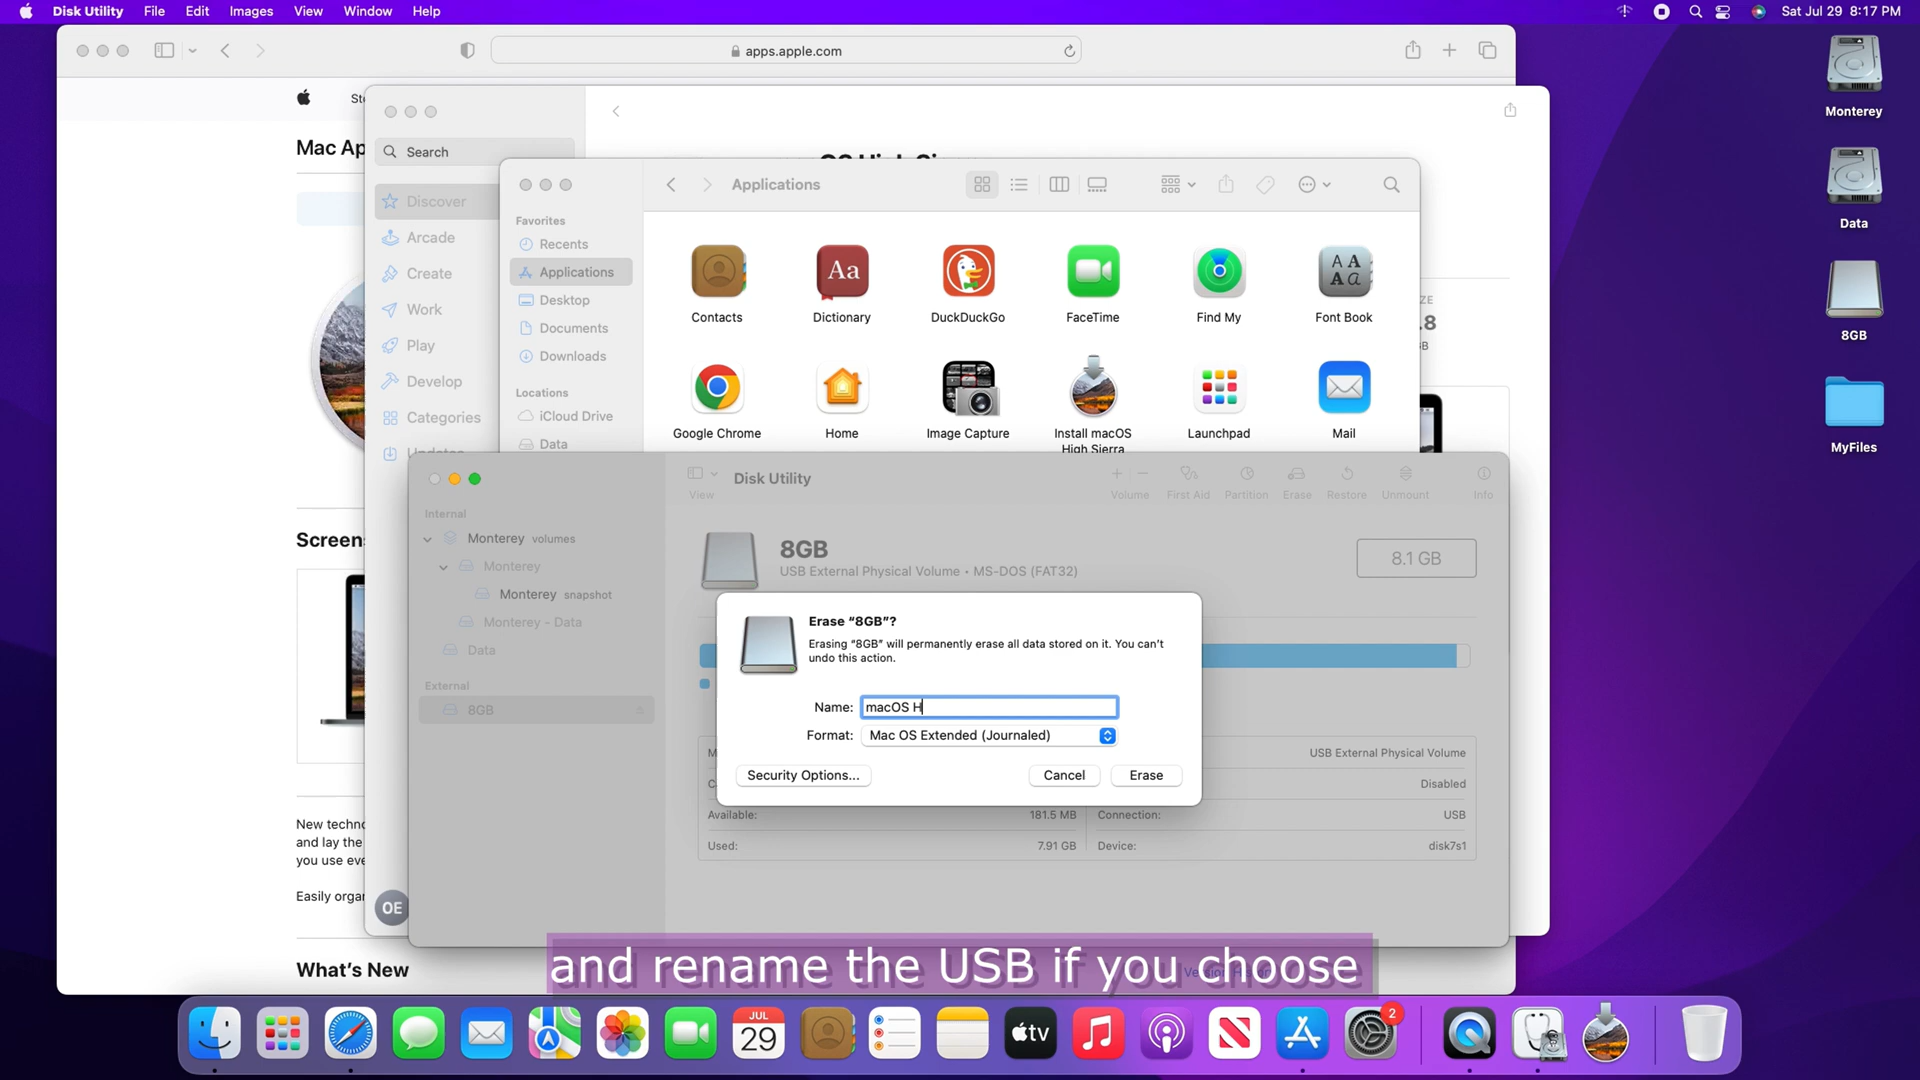 Disk Utility File Edit Images View Window Help
Sat Jul 29 8:17 PM
apps.apple.com
Mac Ap
Search
Discover
Arcade
Create
Work
Play
Develop
Categories
Updates
OE
Applications
Favorites
Recents
Applications
Desktop
Documents
Downloads
Locations
iCloud Drive
Data
Contacts
Dictionary
DuckDuckGo
FaceTime
Find My
Font Book
Google Chrome
Home
Image Capture
Install macOS
High Sierra
Launchpad
Mail
Disk Utility
View
Volume
First Aid
Partition
Erase
Restore
Unmount
Info
Internal
Monterey volumes
Monterey
Monterey snapshot
Monterey - Data
Data
External
8GB
8GB
USB External Physical Volume • MS-DOS (FAT32)
8.1 GB
Erase “8GB”?
Erasing “8GB” will permanently erase all data stored on it. You can’t
undo this action.
Name: macOS H
Format: Mac OS Extended (Journaled)
Security Options...
Cancel
Erase
USB External Physical Volume
Disabled
Available: 181.5 MB
Connection: USB
Used: 7.91 GB
Device: disk7s1
Screens
New techno
and lay the
you use eve
Easily orga
What’s New
and rename the USB if you choose
Monterey
Data
8GB
MyFiles
JUL
29
tv
2